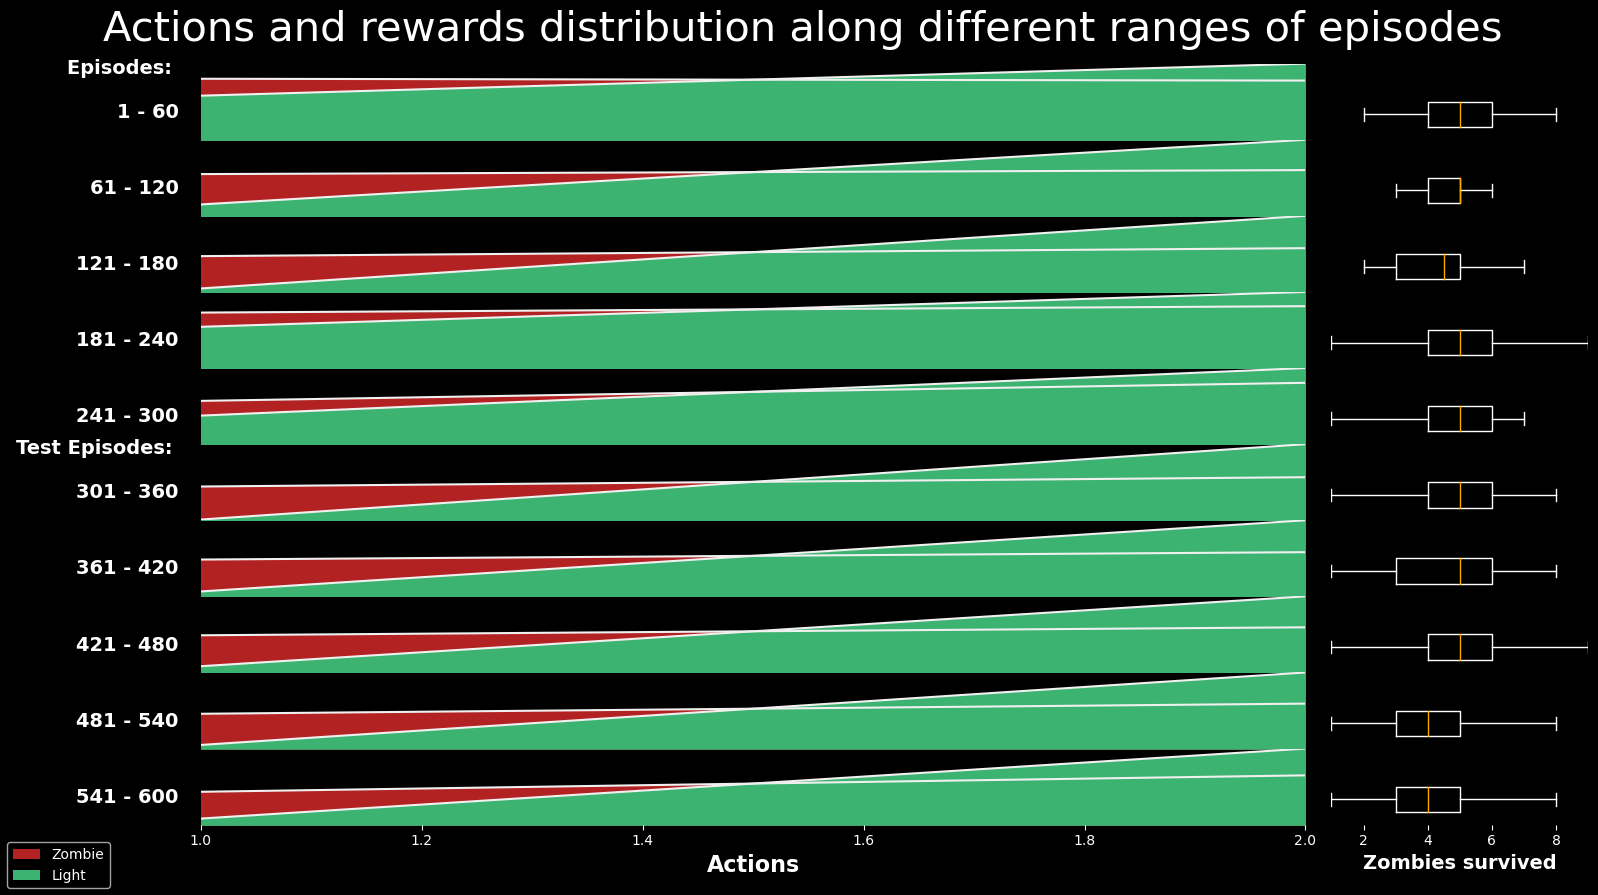 Actions and rewards distribution along different ranges of episodes
Episodes:
1 - 60
61 - 120
121 - 180
181 - 240
241 - 300
Test Episodes:
301 - 360
361 - 420
421 - 480
481 - 540
541 - 600
1.0 1.2 1.4 1.6 1.8 2.0
Actions
2 4 6 8
Zombies survived
Zombie
Light